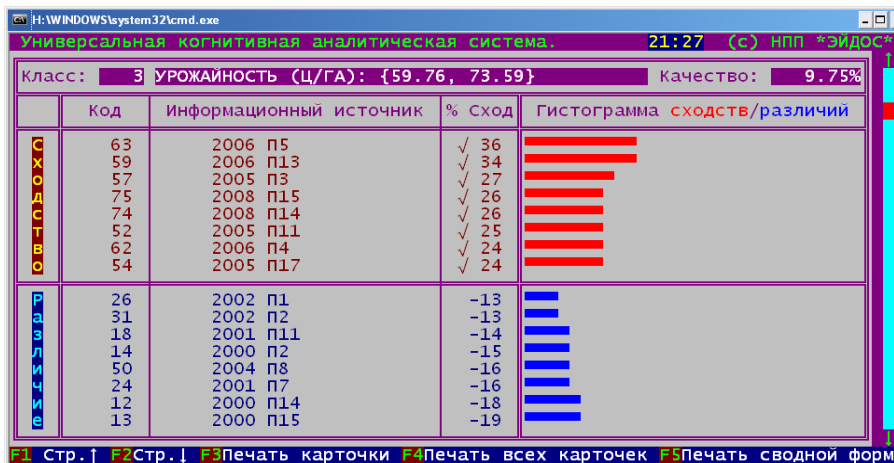 H:\WINDOWS\system32\cmd.exe
Универсальная когнитивная аналитическая система. 21:27 (с) НПП *ЭЙДОС*
Класс: 3 УРОЖАЙНОСТЬ (Ц/ГА): {59.76, 73.59} Качество: 9.75%
Код Информационный источник % Сход Гистограмма сходств/различий
Сходство
63 2006 П5 √ 36
59 2006 П13 √ 34
57 2005 П3 √ 27
75 2008 П15 √ 26
74 2008 П14 √ 26
52 2005 П11 √ 25
62 2006 П4 √ 24
54 2005 П17 √ 24
Различие
26 2002 П1 -13
31 2002 П2 -13
18 2001 П11 -14
14 2000 П2 -15
50 2004 П8 -16
24 2001 П7 -16
12 2000 П14 -18
13 2000 П15 -19
F1 Стр.↑ F2Стр.↓ F3Печать карточки F4Печать всех карточек F5Печать сводной форм